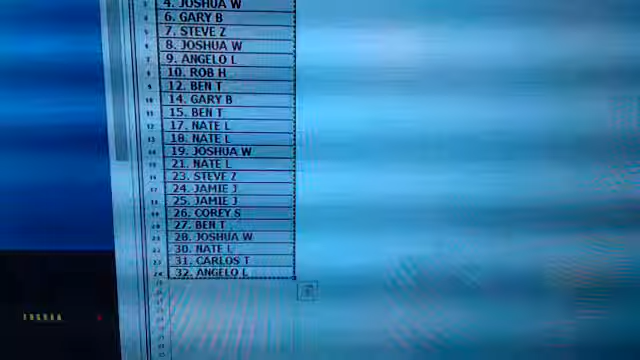 4. JOSHUA W
6. GARY B
7. STEVE Z
8. JOSHUA W
9. ANGELO L
10. ROB H
12. BEN T
14. GARY B
15. BEN T
17. NATE L
18. NATE L
19. JOSHUA W
21. NATE L
23. STEVE Z
24. JAMIE J
25. JAMIE J
26. COREY S
27. BEN T
28. JOSHUA W
30. NATE L
31. CARLOS T
32. ANGELO L